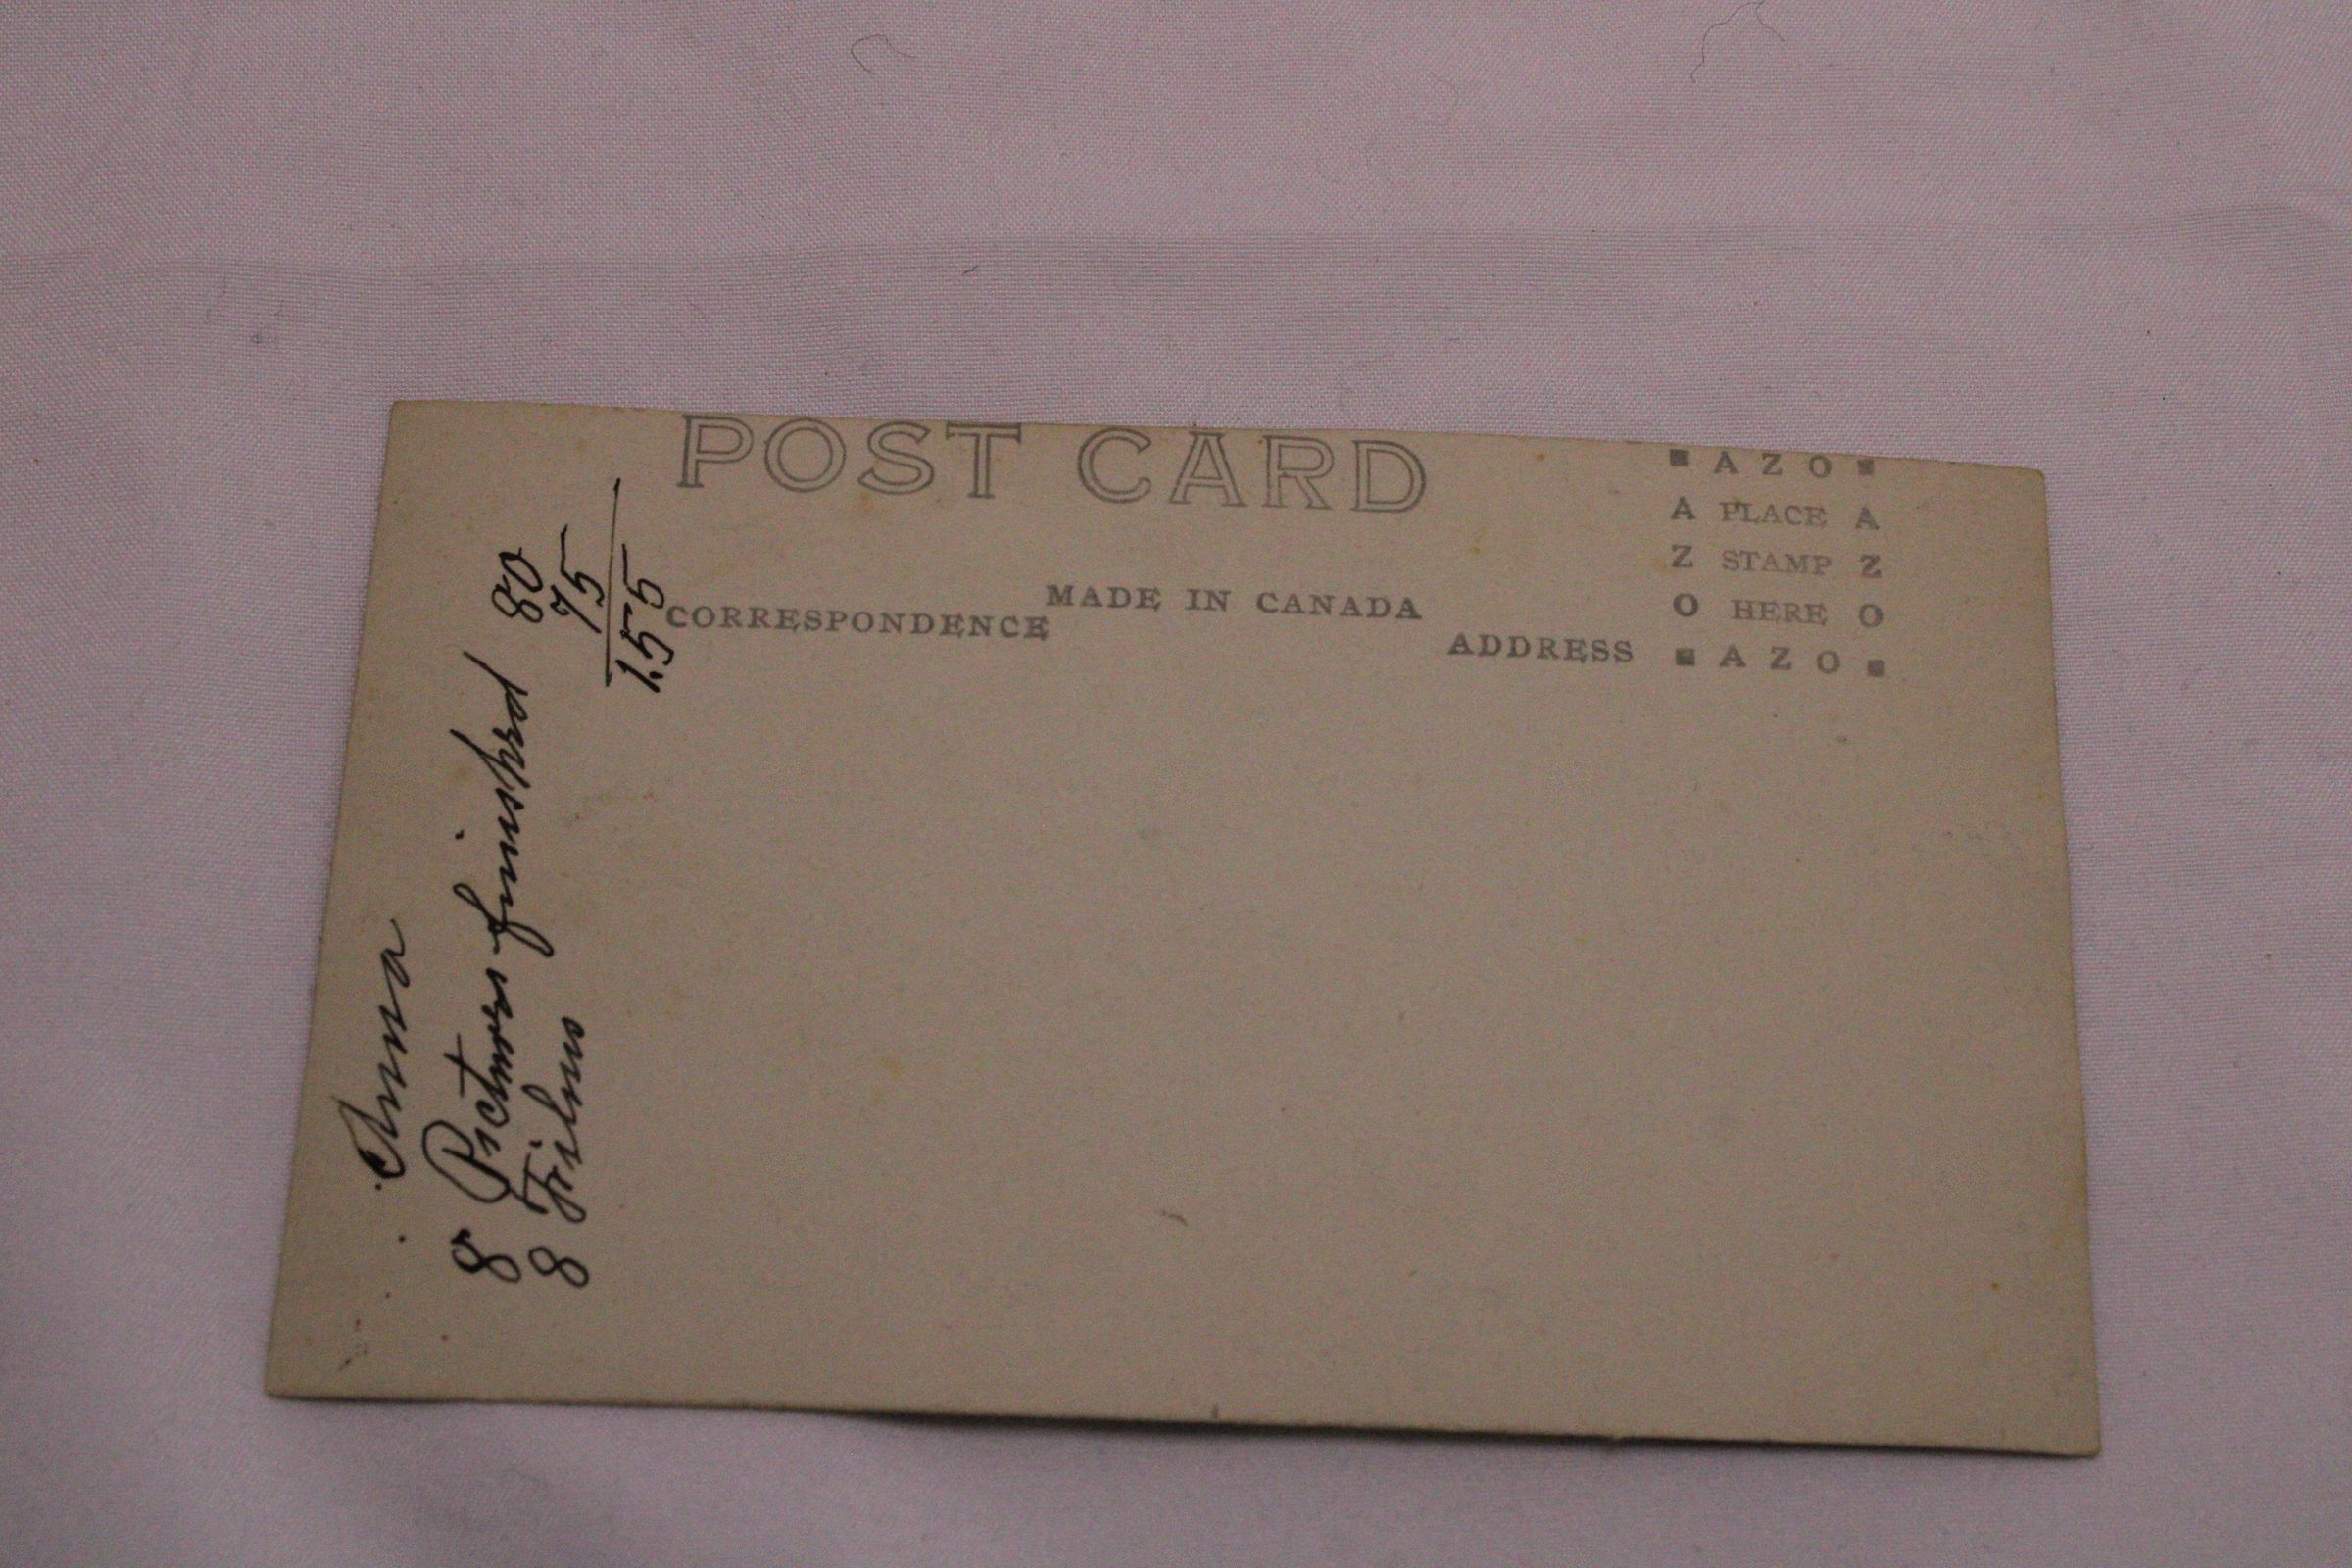 POST CARD
CORRESPONDENCE
MADE IN CANADA
ADDRESS
AZO
A PLACE A
Z STAMP Z
O HERE O
AZO
Anna
8 Pictures finished 80
8 Films 75
1.55